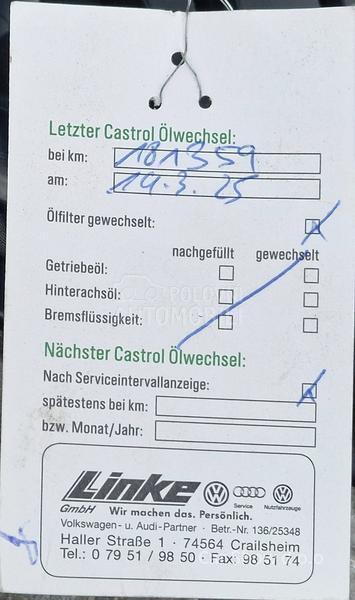 Letzter Castrol Ölwechsel:
bei km: 181359
am: 19.3.25
Ölfilter gewechselt:
nachgefüllt gewechselt
Getriebeöl:
Hinterachsöl:
Bremsflüssigkeit:
Nächster Castrol Ölwechsel:
Nach Serviceintervallanzeige:
spätestens bei km:
bzw. Monat/Jahr:
Linke
GmbH Wir machen das. Persönlich.
Service Nutzfahrzeuge
Volkswagen- u. Audi-Partner · Betr.-Nr. 136/25348
Haller Straße 1 · 74564 Crailsheim
Tel.: 0 79 51 / 98 50 · Fax: 98 51 74